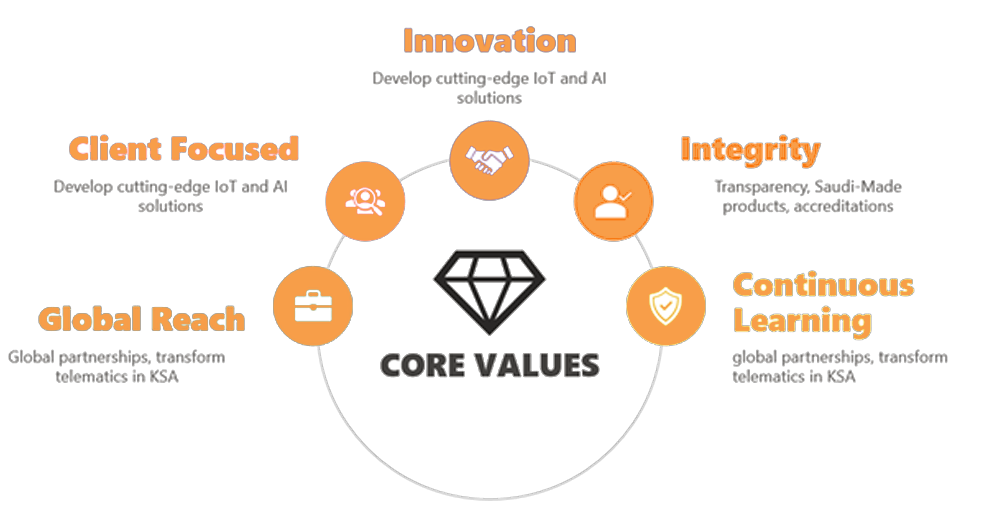 Innovation
Develop cutting-edge IoT and AI
solutions
Client Focused
Develop cutting-edge IoT and AI
solutions
Integrity
Transparency, Saudi-Made
products, accreditations
Global Reach
Global partnerships, transform
telematics in KSA
Continuous
Learning
global partnerships, transform
telematics in KSA
CORE VALUES